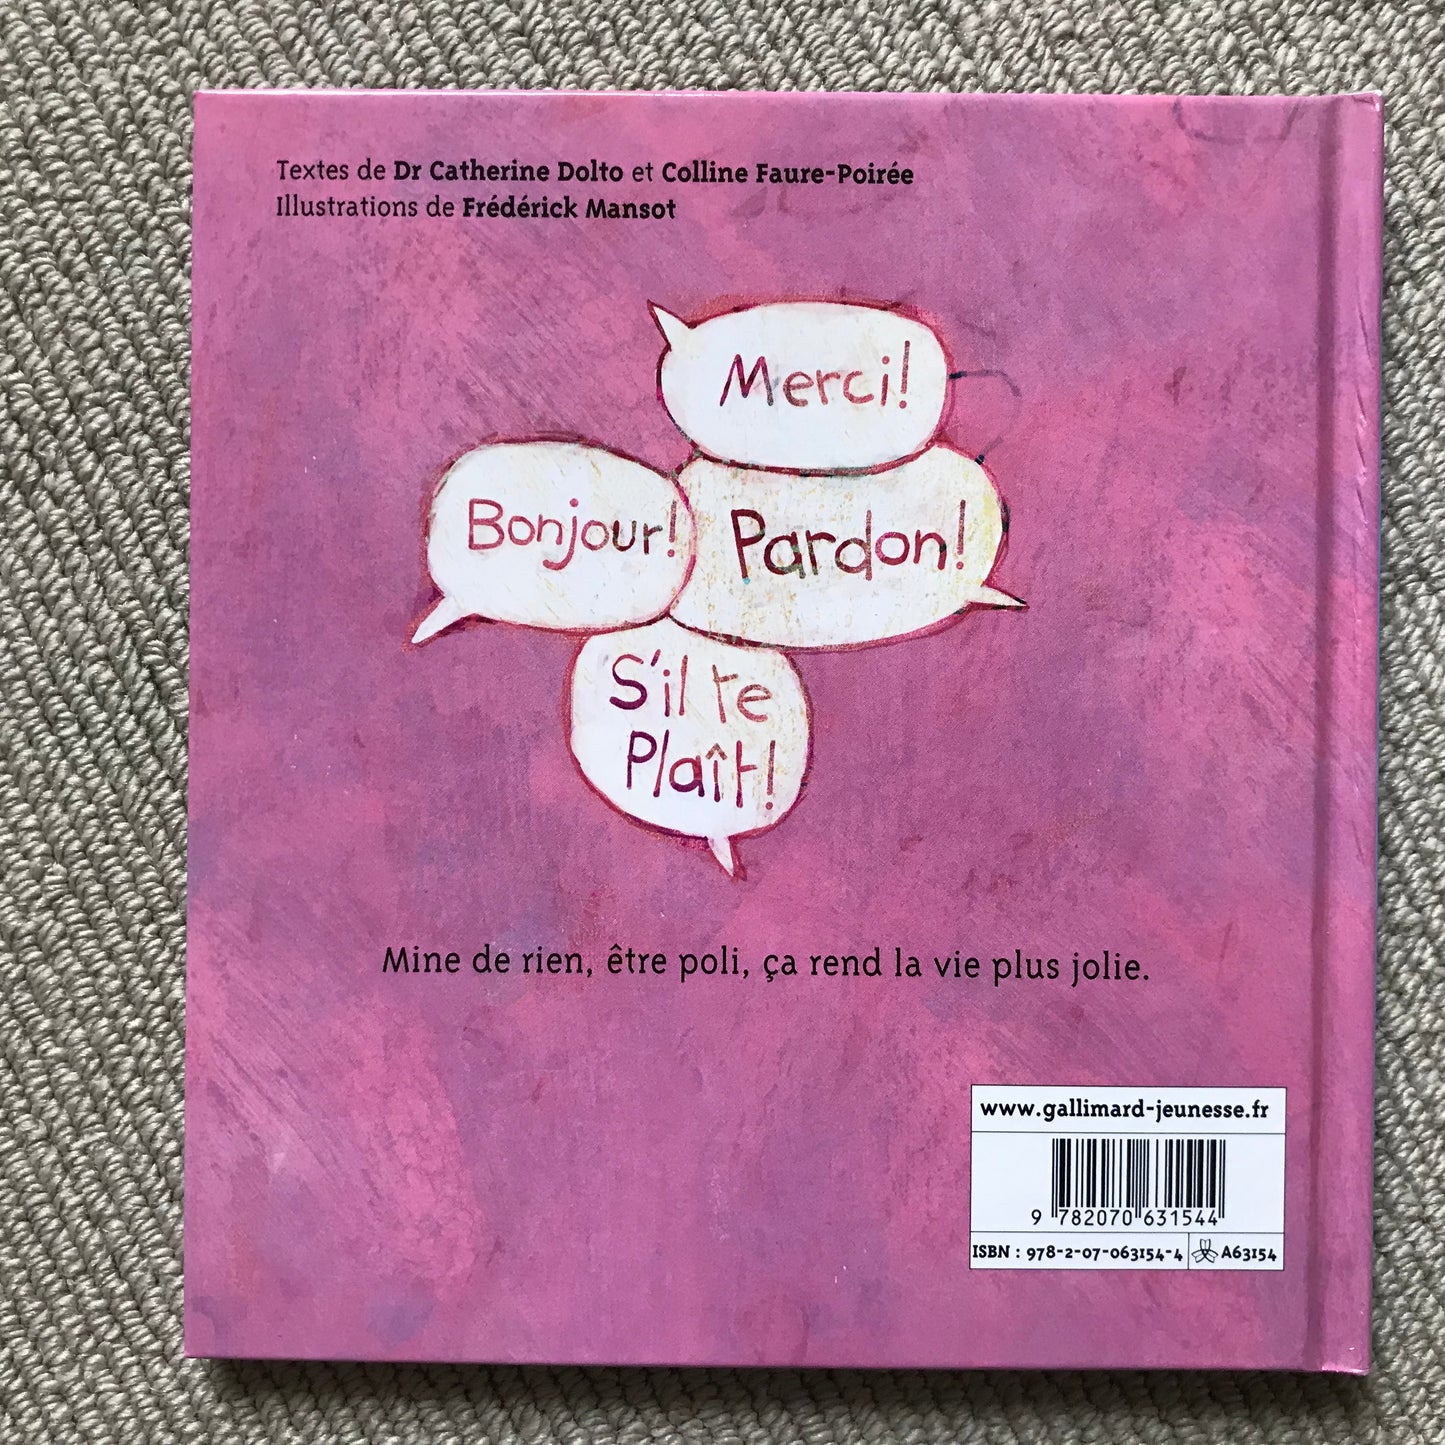 Textes de Dr Catherine Dolto et Colline Faure-Poirée
Illustrations de Frédérick Mansot
Merci!
Bonjour!
Pardon!
S'il te
Plaît!
Mine de rien, être poli, ça rend la vie plus jolie.
www.gallimard-jeunesse.fr
9 782070 631544
ISBN : 978-2-07-063154-4
A63154